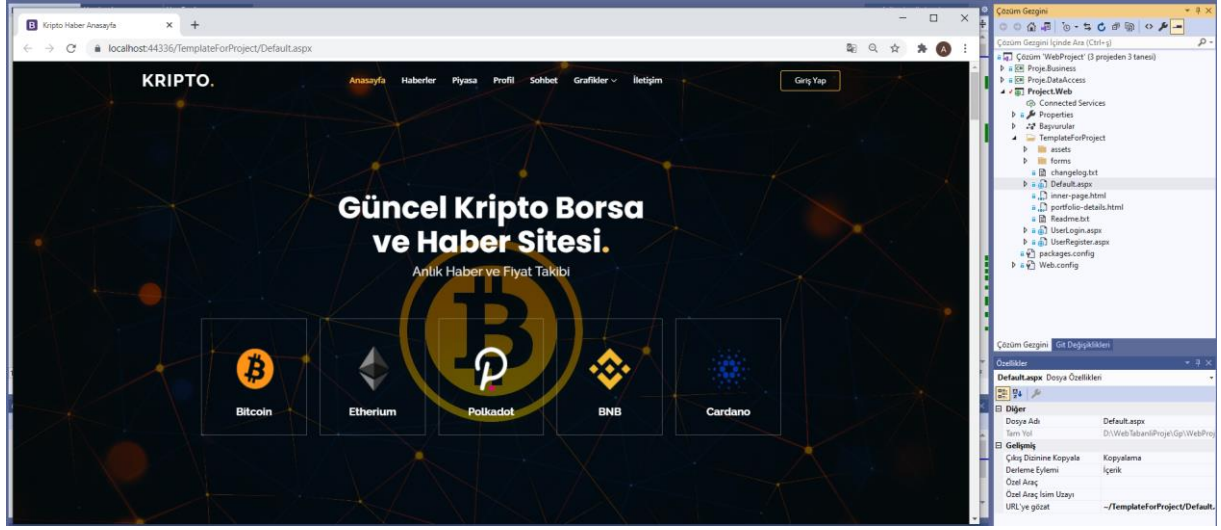 Kripto Haber Anasayfa
localhost:44336/TemplateForProject/Default.aspx
A
KRIPTO.
Anasayfa Haberler Piyasa Profil Sohbet Grafikler İletişim
Giriş Yap
Güncel Kripto Borsa
ve Haber Sitesi.
Anlık Haber ve Fiyat Takibi
Bitcoin Etherium Polkadot BNB Cardano
Çözüm Gezgini
Çözüm Gezgini İçinde Ara (Ctrl+ş)
Çözüm 'WebProject' (3 projeden 3 tanesi)
Proje.Business
Proje.DataAccess
Project.Web
Connected Services
Properties
Başvurular
TemplateForProject
assets
forms
changelog.txt
Default.aspx
inner-page.html
portfolio-details.html
Readme.txt
UserLogin.aspx
UserRegister.aspx
packages.config
Web.config
Çözüm Gezgini Git Değişiklikleri
Özellikler
Default.aspx Dosya Özellikleri
Diğer
Dosya Adı Default.aspx
Tam Yol D:\WebTabanliProje\Gp\WebProj
Gelişmiş
Çıkış Dizinine Kopyala Kopyalama
Derleme Eylemi İçerik
Özel Araç
Özel Araç İsim Uzayı
URL'ye gözat ~/TemplateForProject/Default.